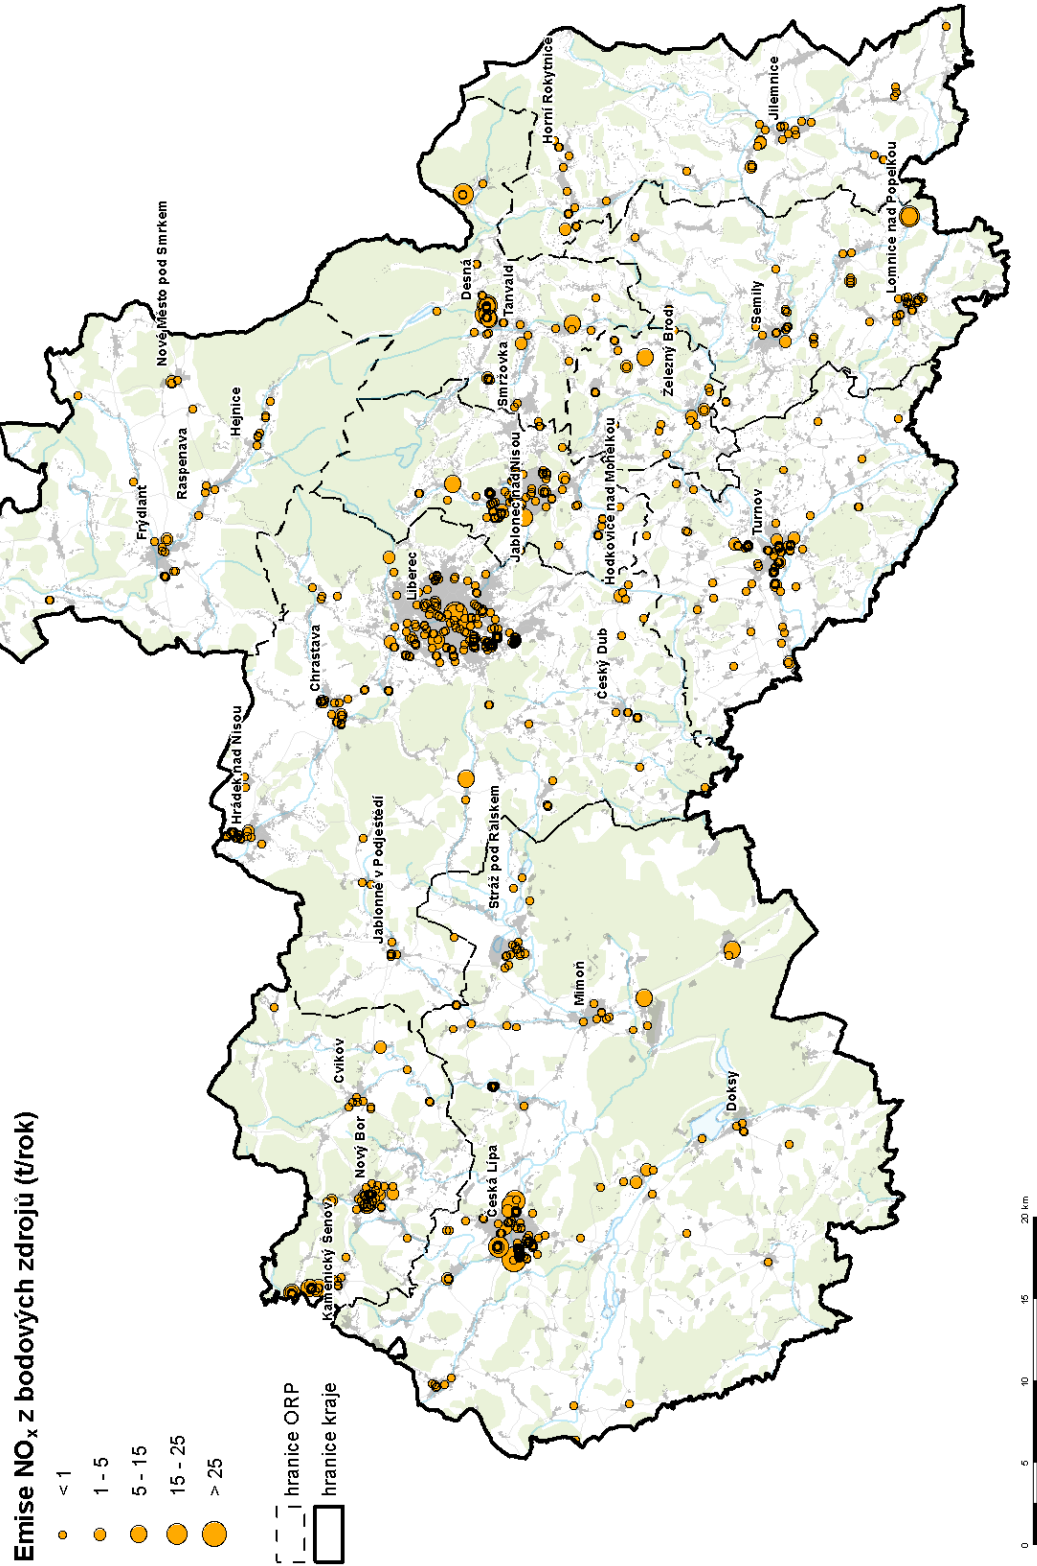 Emise NOx z bodových zdrojů (t/rok)
< 1
1 - 5
5 - 15
15 - 25
> 25
hranice ORP
hranice kraje
Nové Město pod Smrkem
Frýdlant
Raspenava
Hejnice
Hrádek nad Nisou
Chrastava
Liberec
Kamenický Šenov
Nový Bor
Cvikov
Jablonné v Podještědí
Desná
Tanvald
Smržovka
Jablonec nad Nisou
Horní Rokytnice
Česká Lípa
Stráž pod Ralskem
Mimoň
Český Dub
Hodkovice nad Mohelkou
Železný Brod
Semily
Jilemnice
Doksy
Turnov
Lomnice nad Popelkou
0
5
10
15
20 km